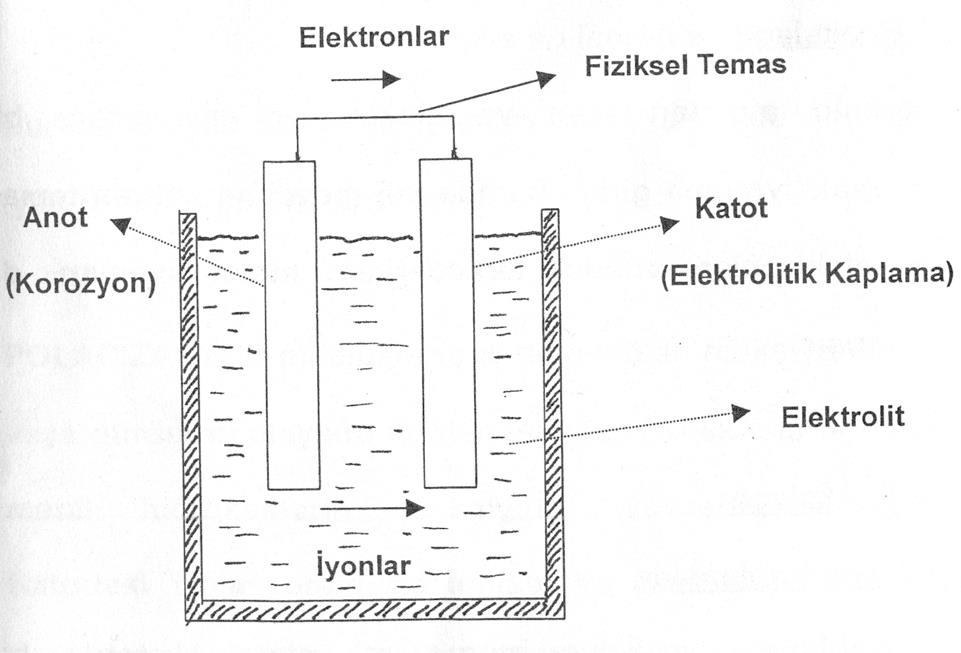 Elektronlar
Fiziksel Temas
Anot
(Korozyon)
Katot
(Elektrolitik Kaplama)
Elektrolit
İyonlar